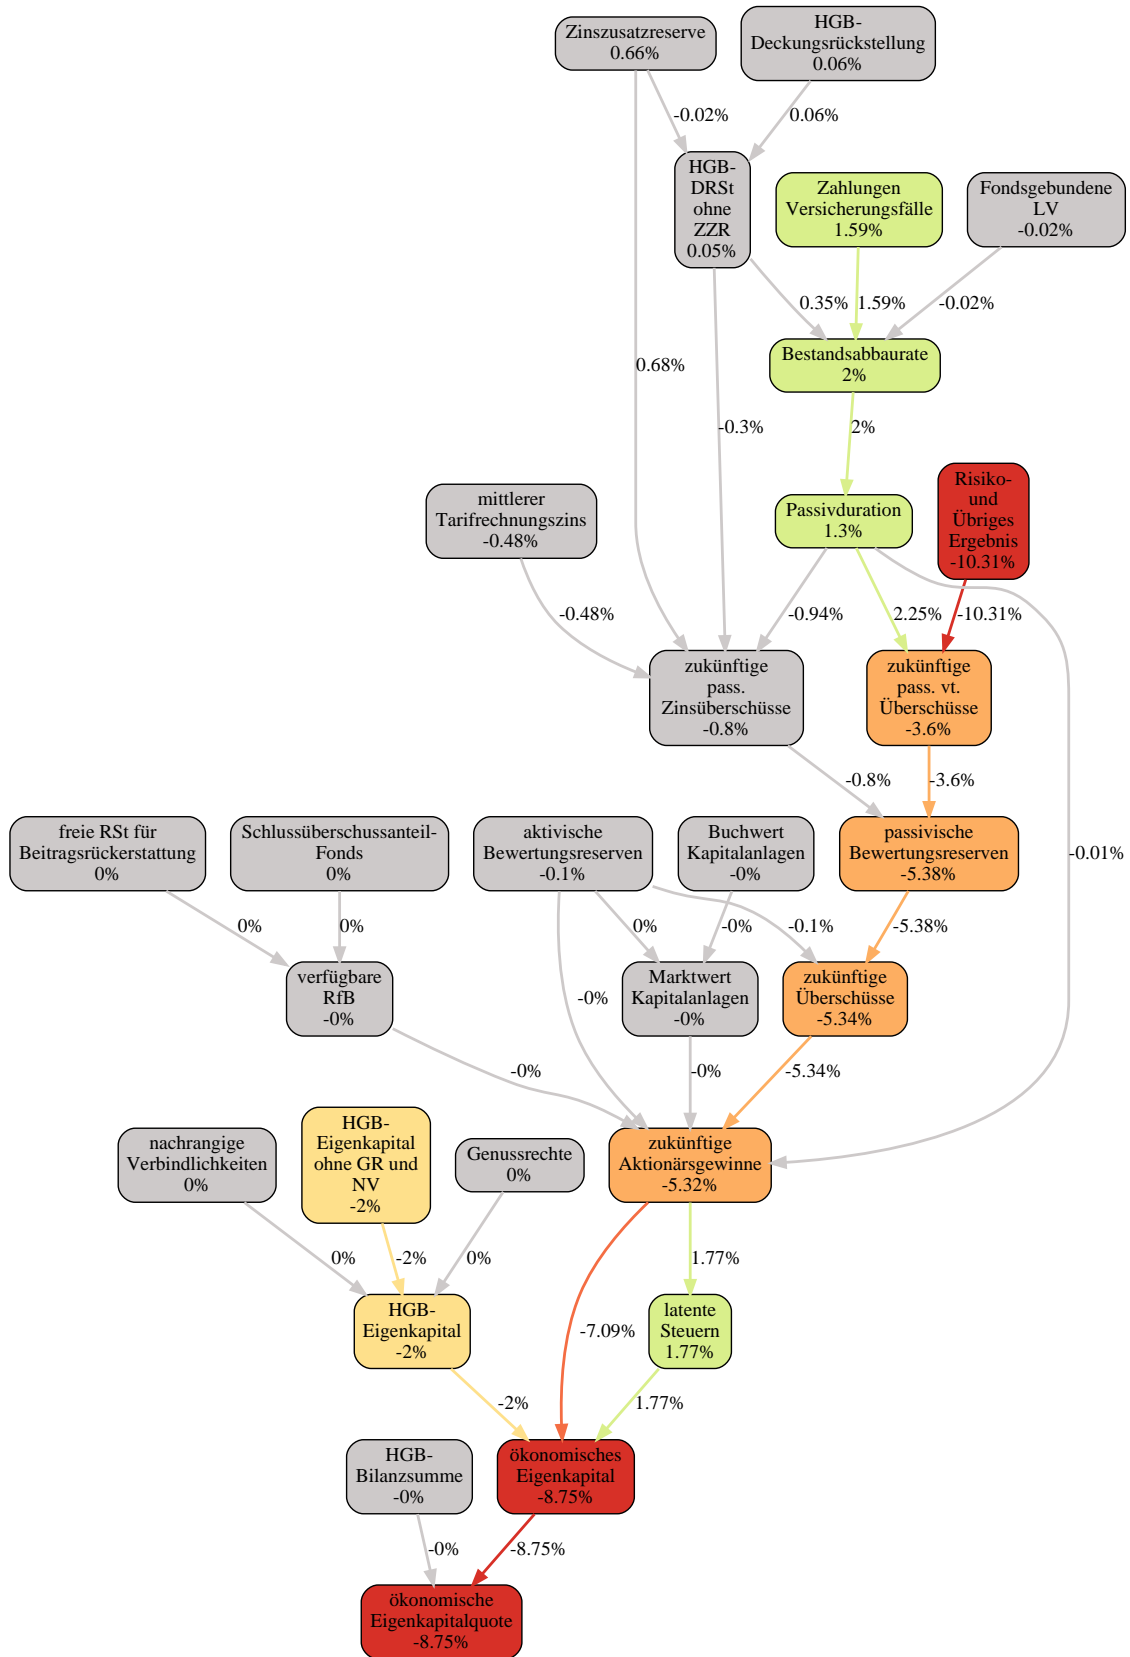 Zinszusatzreserve
0.66%
HGB-
Deckungsrückstellung
0.06%
-0.02%
0.06%
HGB-
DRSt
ohne
ZZR
0.05%
Zahlungen
Versicherungsfälle
1.59%
Fondsgebundene
LV
-0.02%
0.35%
1.59%
-0.02%
Bestandsabbaurate
2%
0.68%
-0.3%
2%
mittlerer
Tarifrechnungszins
-0.48%
Passivduration
1.3%
Risiko-
und
Übriges
Ergebnis
-10.31%
-0.48%
-0.94%
2.25%
-10.31%
zukünftige
pass.
Zinsüberschüsse
-0.8%
zukünftige
pass. vt.
Überschüsse
-3.6%
-0.8%
-3.6%
freie RSt für
Beitragsrückerstattung
0%
Schlussüberschussanteil-
Fonds
0%
aktivische
Bewertungsreserven
-0.1%
Buchwert
Kapitalanlagen
-0%
passivische
Bewertungsreserven
-5.38%
-0.01%
0%
0%
0%
-0%
-0.1%
-5.38%
verfügbare
RfB
-0%
-0%
Marktwert
Kapitalanlagen
-0%
zukünftige
Überschüsse
-5.34%
-0%
-0%
-5.34%
nachrangige
Verbindlichkeiten
0%
HGB-
Eigenkapital
ohne GR und
NV
-2%
Genussrechte
0%
zukünftige
Aktionärsgewinne
-5.32%
0%
-2%
0%
1.77%
HGB-
Eigenkapital
-2%
-7.09%
latente
Steuern
1.77%
-2%
1.77%
HGB-
Bilanzsumme
-0%
ökonomisches
Eigenkapital
-8.75%
-0%
-8.75%
ökonomische
Eigenkapitalquote
-8.75%